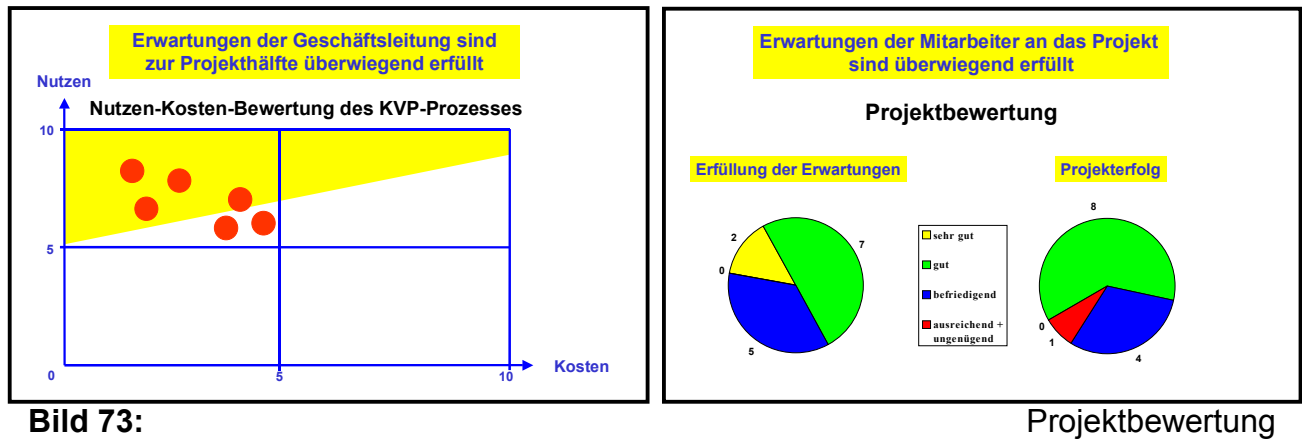 Erwartungen der Geschäftsleitung sind
zur Projekthälfte überwiegend erfüllt
Nutzen
Nutzen-Kosten-Bewertung des KVP-Prozesses
10
5
0
5
10
Kosten
Erwartungen der Mitarbeiter an das Projekt
sind überwiegend erfüllt
Projektbewertung
Erfüllung der Erwartungen
2
7
0
5
sehr gut
gut
befriedigend
ausreichend +
ungenügend
Projekterfolg
8
0
1
4
Bild 73:
Projektbewertung